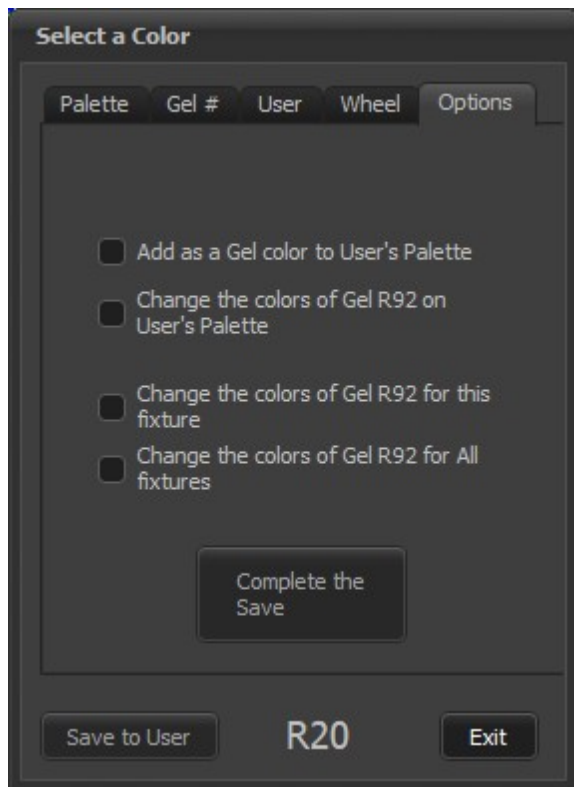 Select a Color
Palette Gel # User Wheel Options
Add as a Gel color to User's Palette
Change the colors of Gel R92 on
User's Palette
Change the colors of Gel R92 for this
fixture
Change the colors of Gel R92 for All
fixtures
Complete the
Save
Save to User R20 Exit